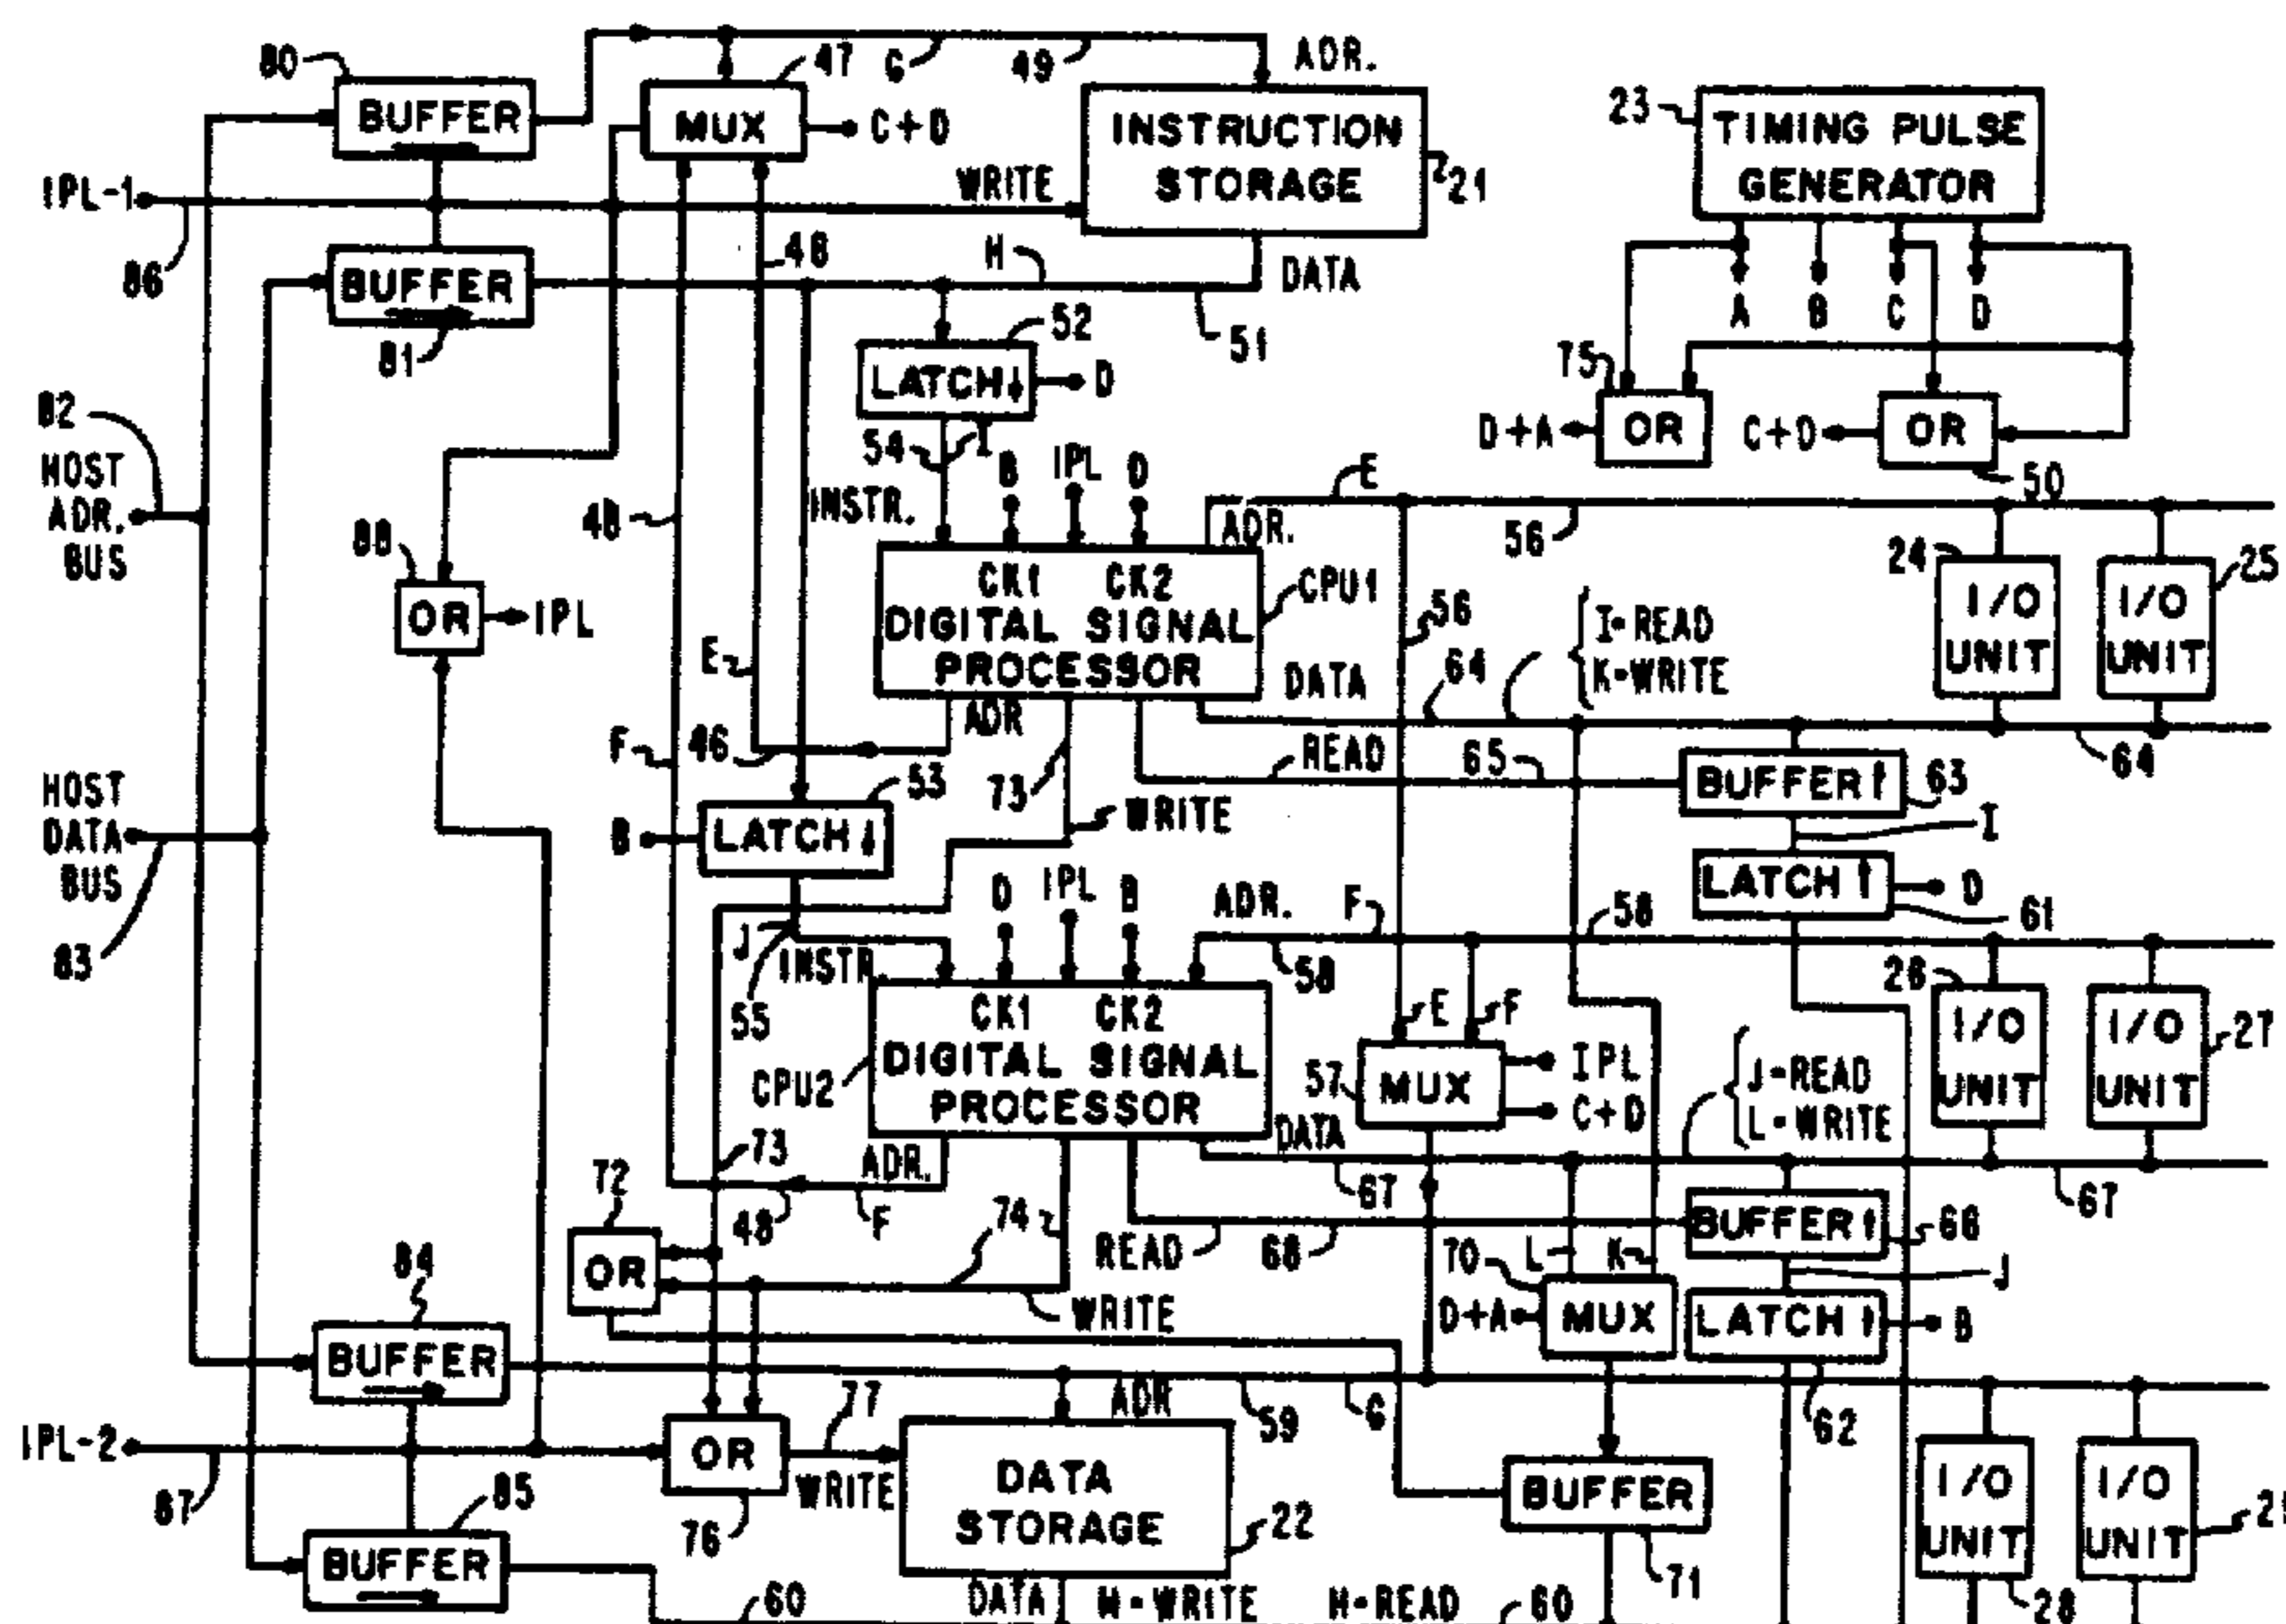 80
BUFFER
MUX
47
G
49
ADR.
C+D
INSTRUCTION
STORAGE
21
23
TIMING PULSE
GENERATOR
IPL-1
WRITE
86
BUFFER
81
46
H
DATA
51
A
B
C
D
52
LATCH
D
75
OR
D+A
C+D
OR
50
82
HOST
ADR.
BUS
54
I
INSTR.
B
IPL
D
ADR.
E
56
48
88
OR
IPL
CK1
CK2
DIGITAL SIGNAL
PROCESSOR
CPU1
24
I/O
UNIT
25
I/O
UNIT
56
I-READ
K-WRITE
E
F
46
ADR
73
DATA
64
READ
65
64
BUFFER
63
I
HOST
DATA
BUS
83
B
LATCH
53
WRITE
LATCH
D
61
J
55
INSTR.
D
IPL
B
ADR.
F
58
58
CK1
CK2
DIGITAL SIGNAL
PROCESSOR
CPU2
E
F
57
MUX
IPL
C+D
26
I/O
UNIT
27
I/O
UNIT
J-READ
L-WRITE
73
ADR.
DATA
67
67
72
OR
48
F
74
READ
68
BUFFER
66
J
L
K
70
D+A
MUX
LATCH
B
62
WRITE
84
BUFFER
77
ADR
59
G
IPL-2
87
OR
76
WRITE
DATA
STORAGE
22
BUFFER
71
I/O
UNIT
28
I/O
UNIT
85
BUFFER
60
DATA
M-WRITE
H-READ
60